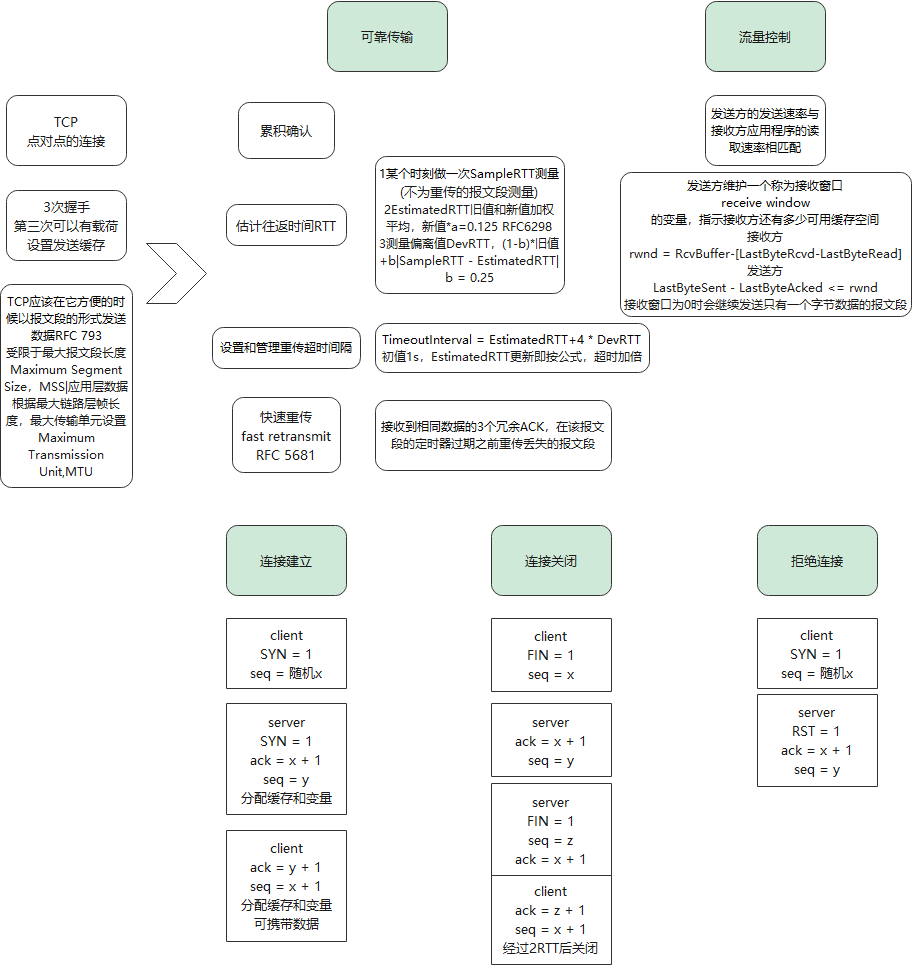 可靠传输
流量控制
TCP
点对点的连接
3次握手
第三次可以有载荷
设置发送缓存
TCP应该在它方便的时
候以报文段的形式发送
数据RFC 793
受限于最大报文段长度
Maximum Segment
Size，MSS|应用层数据
根据最大链路层帧长
度，最大传输单元设置
Maximum
Transmission
Unit,MTU
累积确认
估计往返时间RTT
1某个时刻做一次SampleRTT测量
(不为重传的报文段测量)
2EstimatedRTT旧值和新值加权
平均，新值*a=0.125 RFC6298
3测量偏离值DevRTT，(1-b)*旧值
+b|SampleRTT - EstimatedRTT|
b = 0.25
设置和管理重传超时间隔
TimeoutInterval = EstimatedRTT+4 * DevRTT
初值1s，EstimatedRTT更新即按公式，超时加倍
快速重传
fast retransmit
RFC 5681
接收到相同数据的3个冗余ACK，在该报文
段的定时器过期之前重传丢失的报文段
发送方的发送速率与
接收方应用程序的读
取速率相匹配
发送方维护一个称为接收窗口
receive window
的变量，指示接收方还有多少可用缓存空间
接收方
rwnd = RcvBuffer-[LastByteRcvd-LastByteRead]
发送方
LastByteSent - LastByteAcked <= rwnd
接收窗口为0时会继续发送只有一个字节数据的报文段
连接建立
client
SYN = 1
seq = 随机x
server
SYN = 1
ack = x + 1
seq = y
分配缓存和变量
client
ack = y + 1
seq = x + 1
分配缓存和变量
可携带数据
连接关闭
client
FIN = 1
seq = x
server
ack = x + 1
seq = y
server
FIN = 1
seq = z
ack = x + 1
client
ack = z + 1
seq = x + 1
经过2RTT后关闭
拒绝连接
client
SYN = 1
seq = 随机x
server
RST = 1
ack = x + 1
seq = y